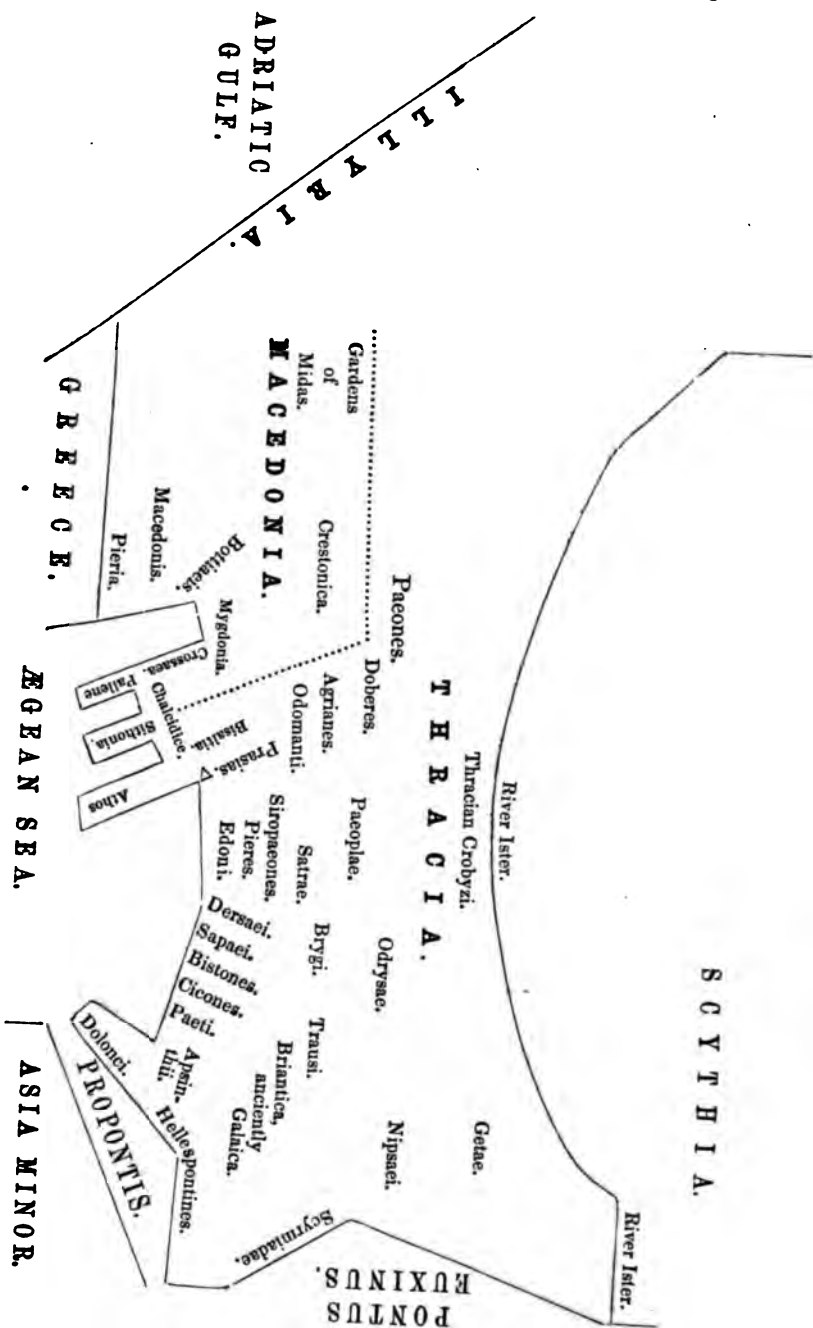 SCYTHIA.
River Ister.
River Ister.
ILLYRIA.
ADRIATIC
GULF.
THRACIA.
Thracian Crobyzi.
Getae.
Paeones.
Doberes.
Paeoplae.
Odrysae.
Nipsaei.
PONTUS
EUXINUS.
Gardens
of
Midas.
MACEDONIA.
Crestonica.
Agrianes.
Odomanti.
Satrae.
Brygi.
Trausi.
Briantica,
anciently
Galaica.
Scyrmiadae.
Siropaeones.
Pieres.
Edoni.
Dersaei.
Sapaei.
Bistones.
Cicones.
Paeti.
Apsin-
thii.
Hellespontines.
Dolonci.
PROPONTIS.
Bottiaeis.
Mygdonia.
Macedonis.
Pieria.
Crossaea.
Chalcidice.
Bisaltia.
Prasias.
Pallene
Sithonia.
Athos
GREECE.
ÆGEAN SEA.
ASIA MINOR.